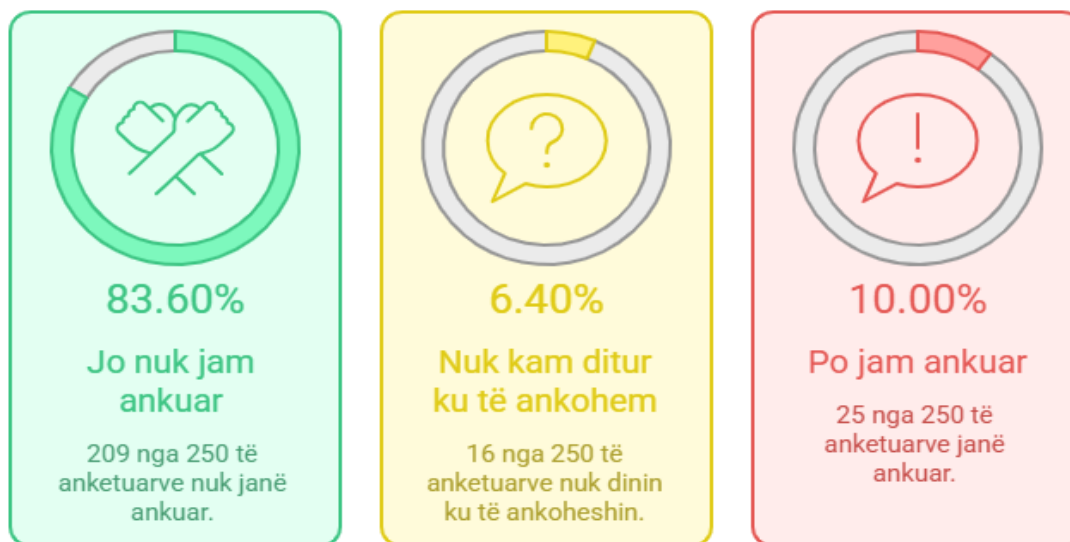 83.60%
Jo nuk jam
ankuar
209 nga 250 të
anketuarve nuk janë
ankuar.
6.40%
Nuk kam ditur
ku të ankohem
16 nga 250 të
anketuarve nuk dinin
ku të ankoheshin.
10.00%
Po jam ankuar
25 nga 250 të
anketuarve janë
ankuar.